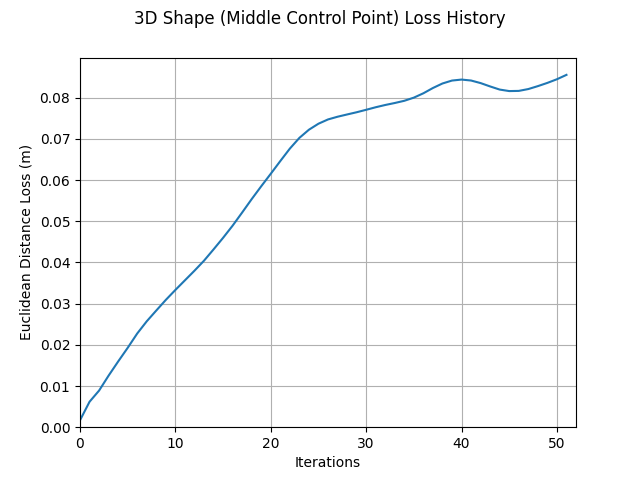 3D Shape (Middle Control Point) Loss History
Euclidean Distance Loss (m)
0.08
0.07
0.06
0.05
0.04
0.03
0.02
0.01
0.00
0 10 20 30 40 50
Iterations